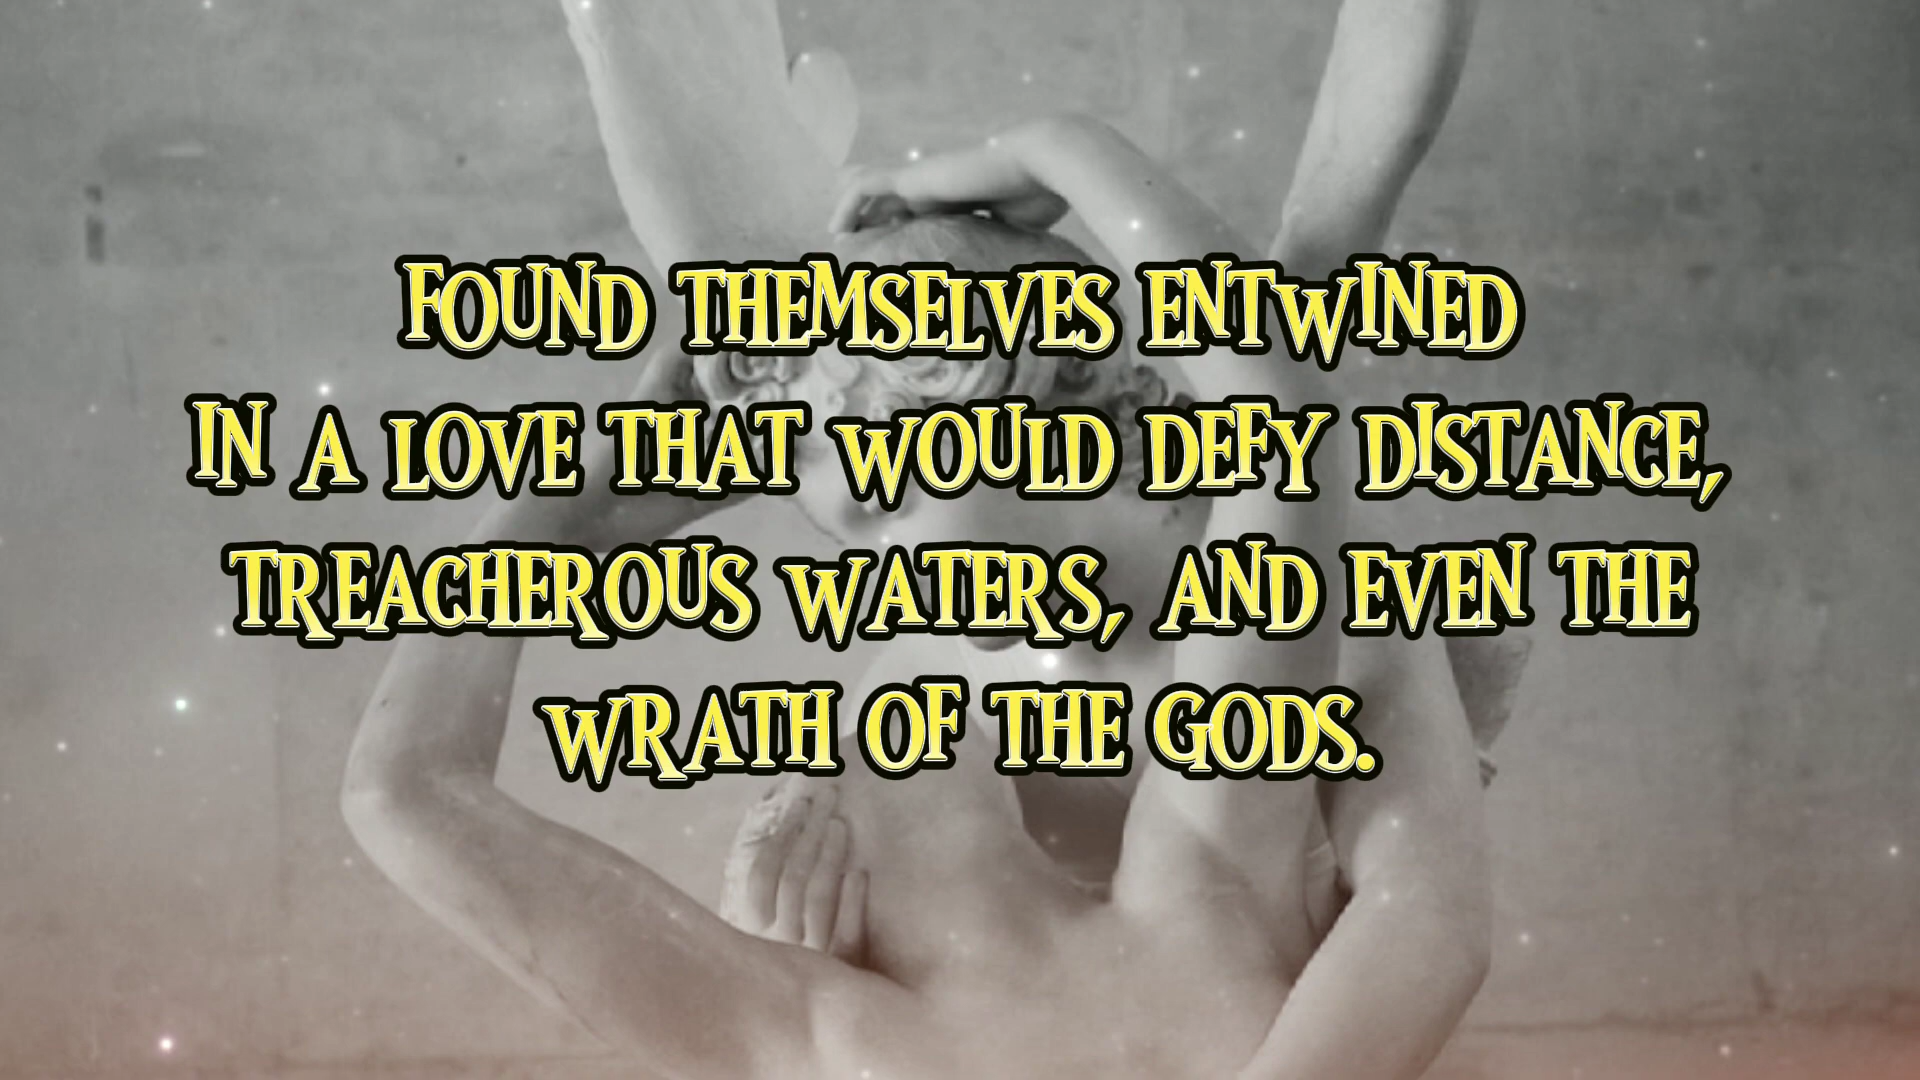 FOUND THEMSELVES ENTWINED
IN A LOVE THAT WOULD DEFY DISTANCE,
TREACHEROUS WATERS, AND EVEN THE
WRATH OF THE GODS.